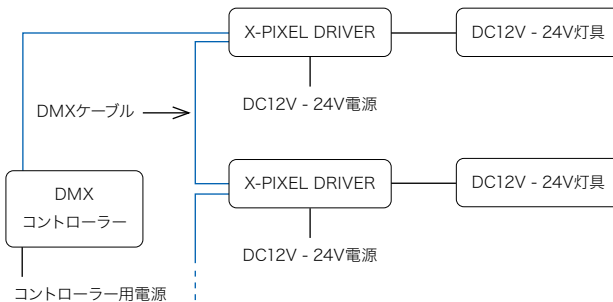 X-PIXEL DRIVER
DC12V - 24V灯具
DC12V - 24V電源
DMXケーブル
X-PIXEL DRIVER
DC12V - 24V灯具
DC12V - 24V電源
DMX
コントローラー
コントローラー用電源